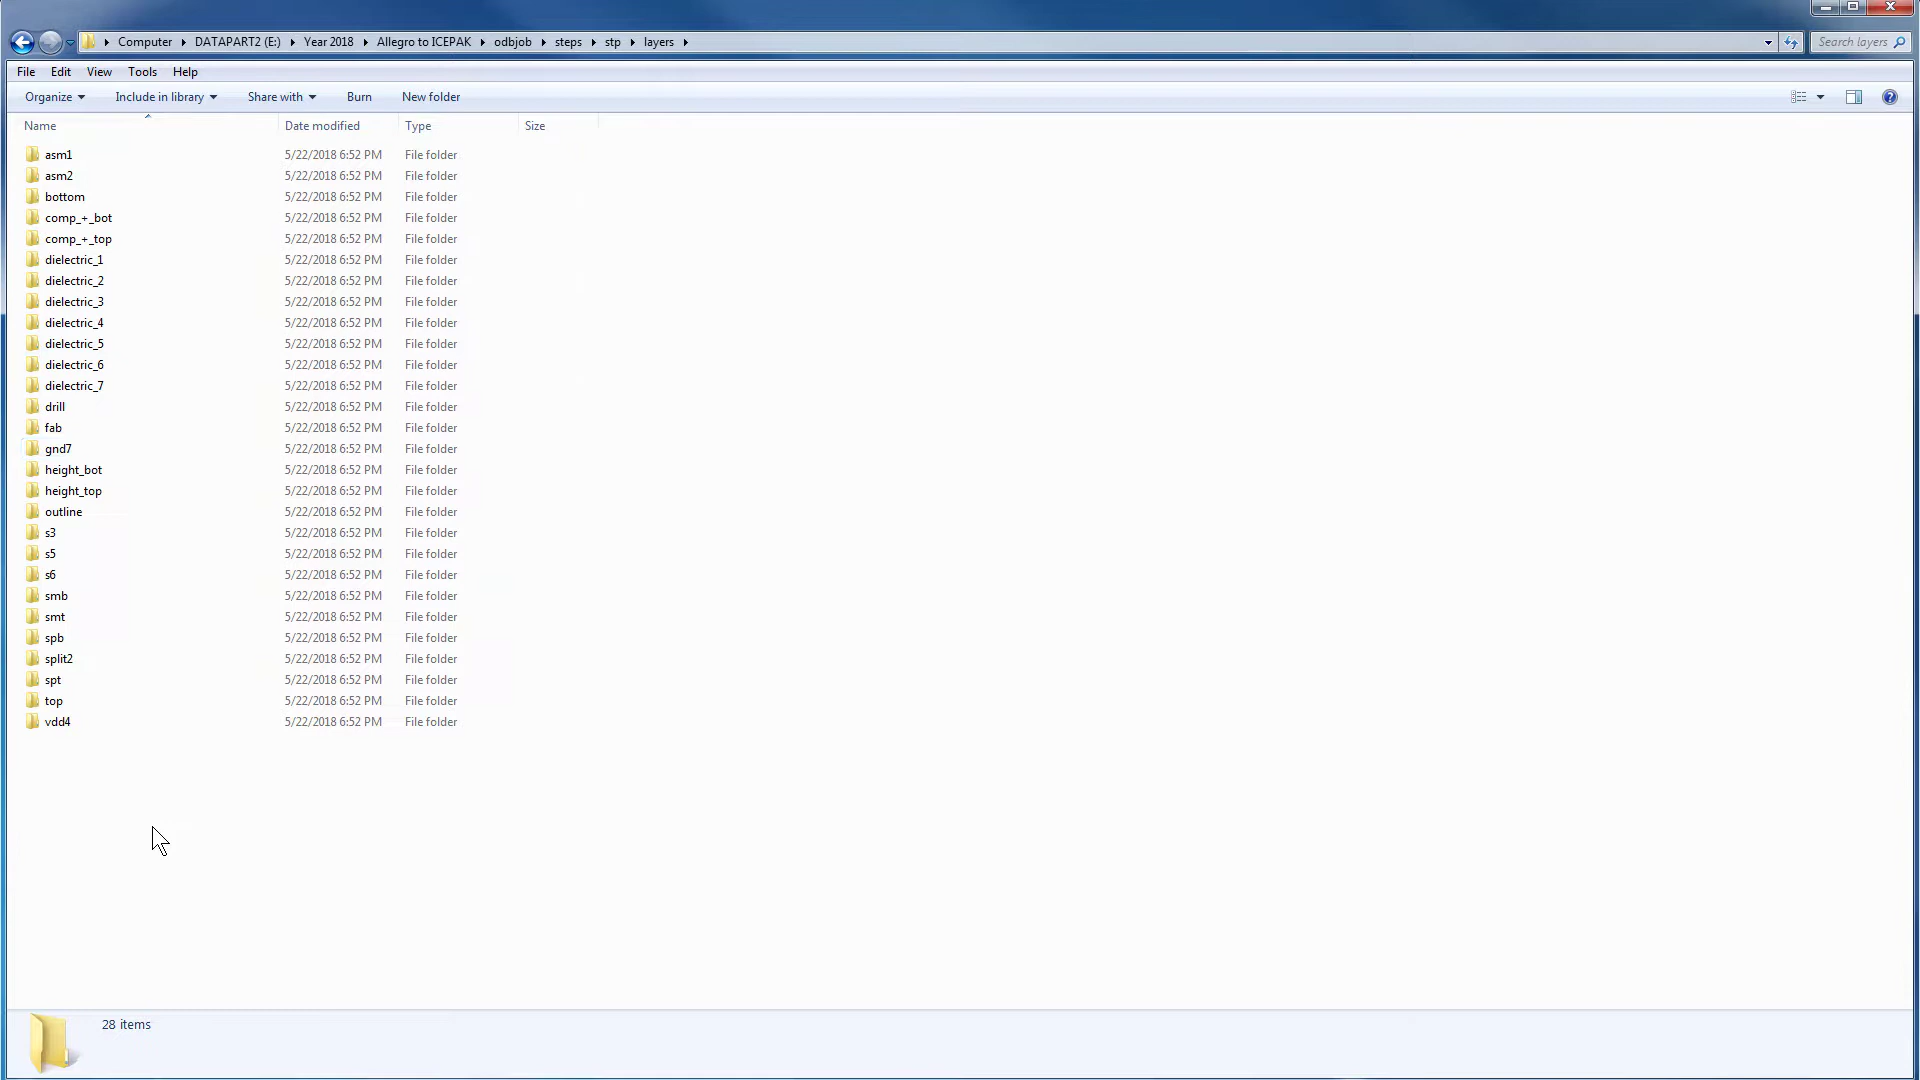 Computer DATAPART2 (E:) Year 2018 Allegro to ICEPAK odbjob steps stp layers Search layers
File Edit View Tools Help
Organize Include in library Share with Burn New folder
Name Date modified Type Size
asm1 5/22/2018 6:52 PM File folder
asm2 5/22/2018 6:52 PM File folder
bottom 5/22/2018 6:52 PM File folder
comp_+_bot 5/22/2018 6:52 PM File folder
comp_+_top 5/22/2018 6:52 PM File folder
dielectric_1 5/22/2018 6:52 PM File folder
dielectric_2 5/22/2018 6:52 PM File folder
dielectric_3 5/22/2018 6:52 PM File folder
dielectric_4 5/22/2018 6:52 PM File folder
dielectric_5 5/22/2018 6:52 PM File folder
dielectric_6 5/22/2018 6:52 PM File folder
dielectric_7 5/22/2018 6:52 PM File folder
drill 5/22/2018 6:52 PM File folder
fab 5/22/2018 6:52 PM File folder
gnd7 5/22/2018 6:52 PM File folder
height_bot 5/22/2018 6:52 PM File folder
height_top 5/22/2018 6:52 PM File folder
outline 5/22/2018 6:52 PM File folder
s3 5/22/2018 6:52 PM File folder
s5 5/22/2018 6:52 PM File folder
s6 5/22/2018 6:52 PM File folder
smb 5/22/2018 6:52 PM File folder
smt 5/22/2018 6:52 PM File folder
spb 5/22/2018 6:52 PM File folder
split2 5/22/2018 6:52 PM File folder
spt 5/22/2018 6:52 PM File folder
top 5/22/2018 6:52 PM File folder
vdd4 5/22/2018 6:52 PM File folder
28 items